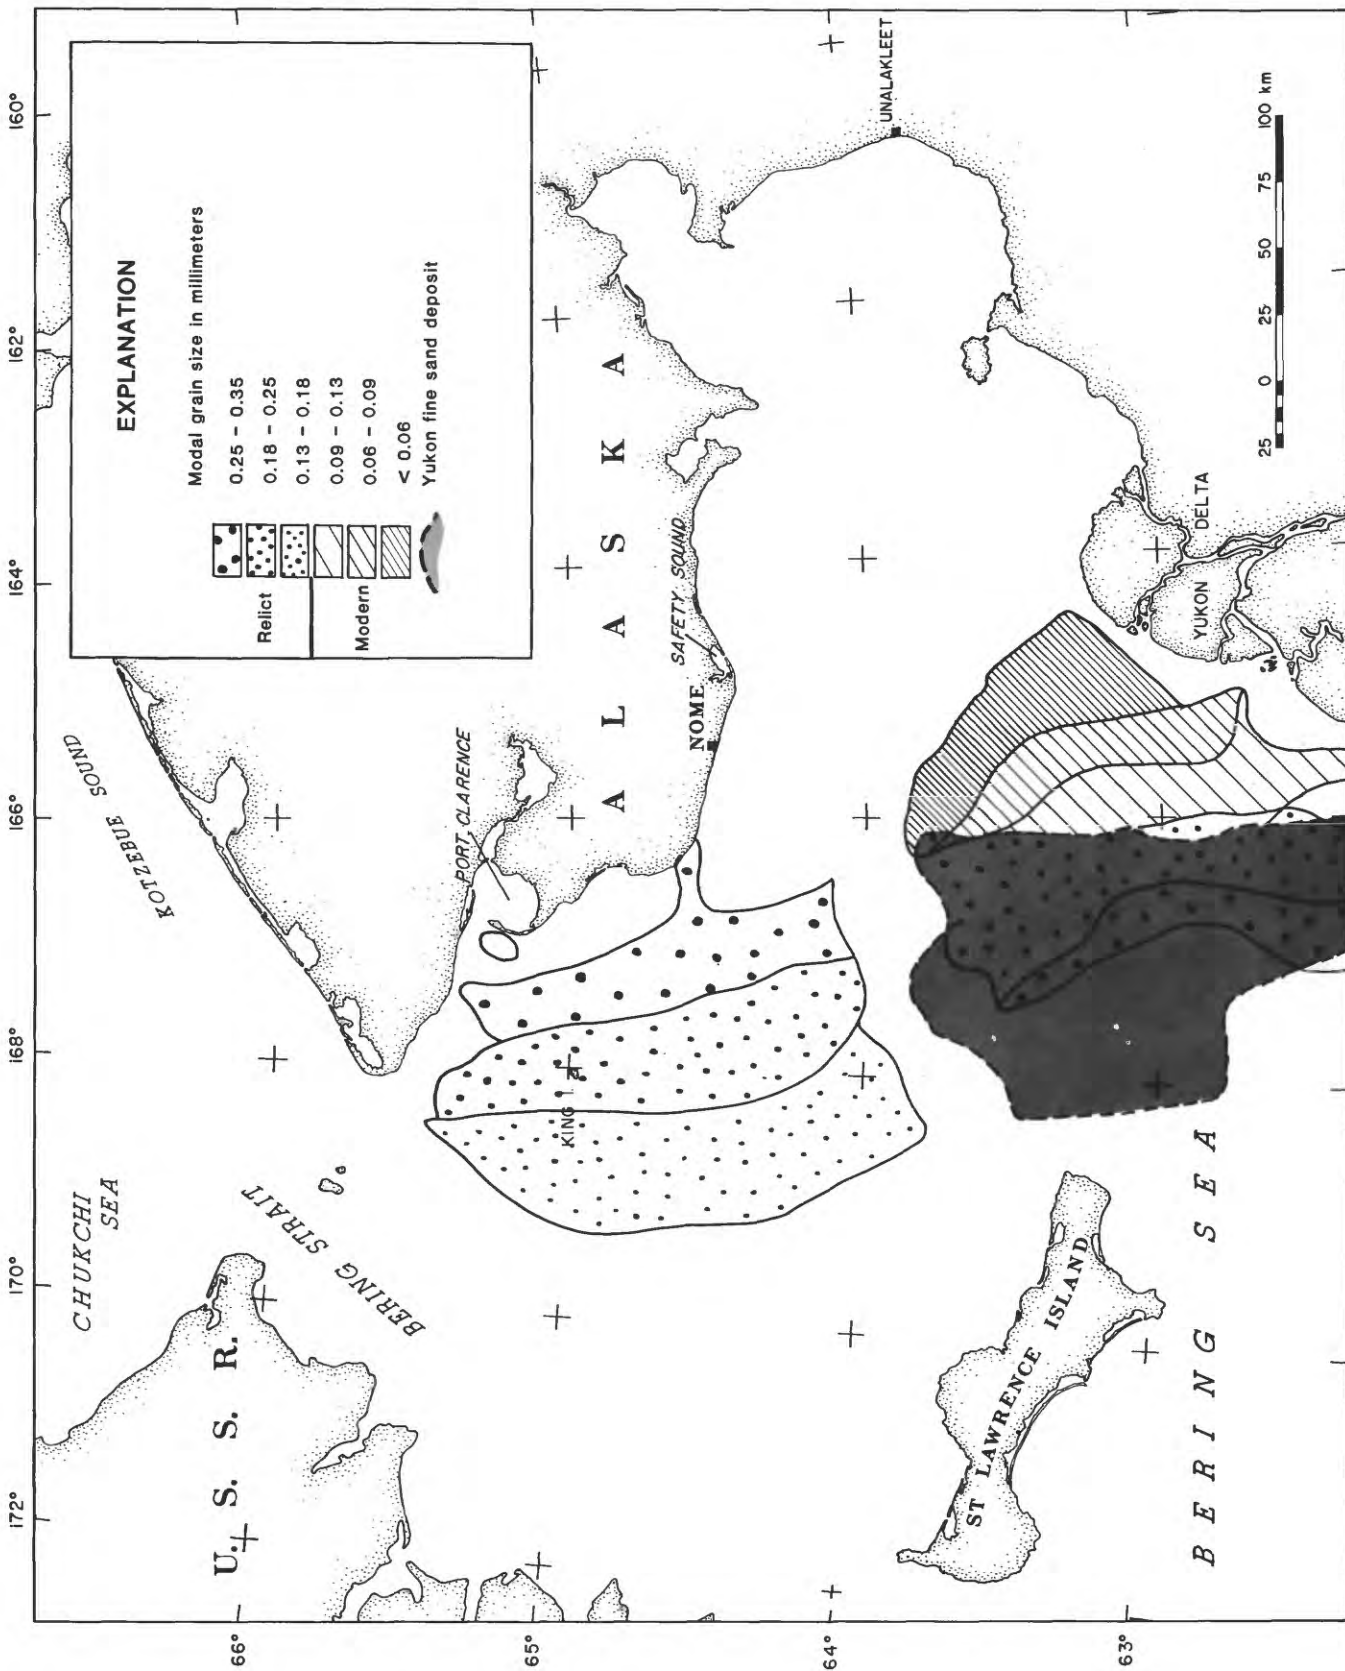 EXPLANATION
Modal grain size in millimeters
0.25 – 0.35
0.18 – 0.25
0.13 – 0.18
0.09 – 0.13
0.06 – 0.09
< 0.06
Yukon fine sand deposit
Relict
Modern
172°
170°
168°
166°
164°
162°
160°
66°
65°
64°
63°
CHUKCHI
SEA
U. S. S. R.
BERING STRAIT
KOTZEBUE SOUND
PORT CLARENCE
KING I.
ALASKA
NOME
SAFETY SOUND
UNALAKLEET
ST LAWRENCE ISLAND
YUKON DELTA
BERING SEA
25 0 25 50 75 100 km